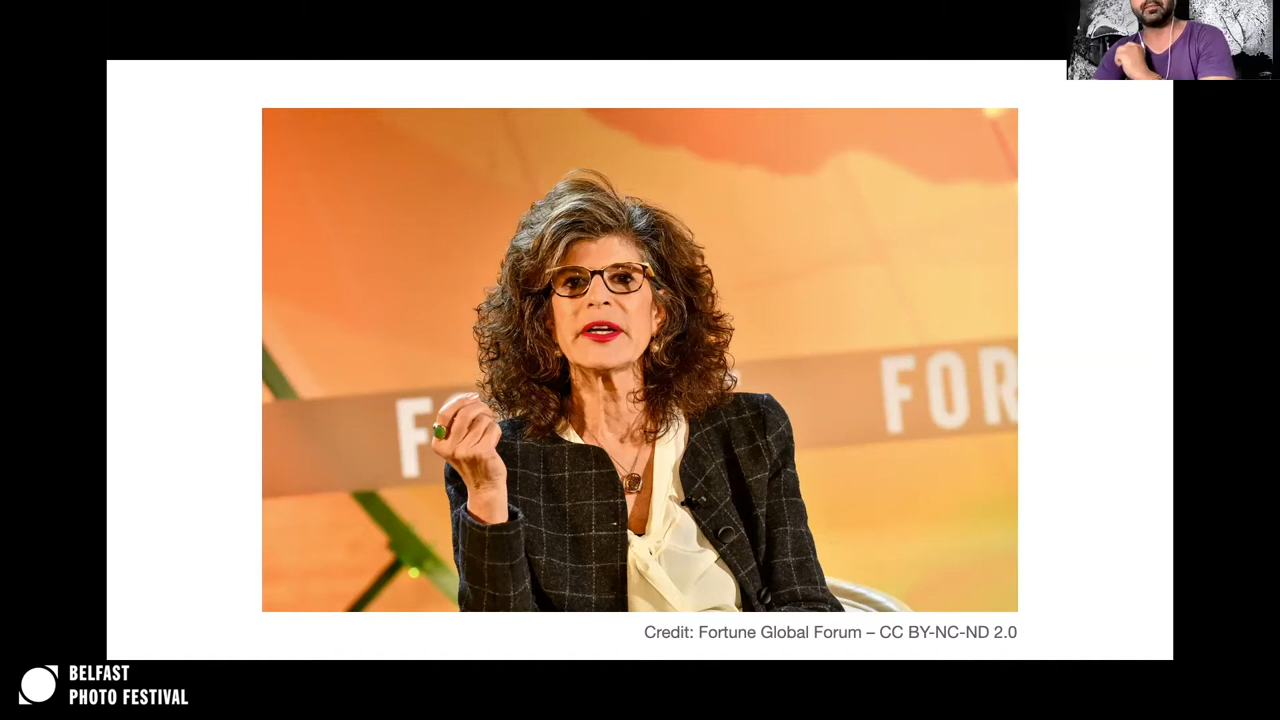 F
FOR
Credit: Fortune Global Forum – CC BY-NC-ND 2.0
BELFAST
PHOTO FESTIVAL